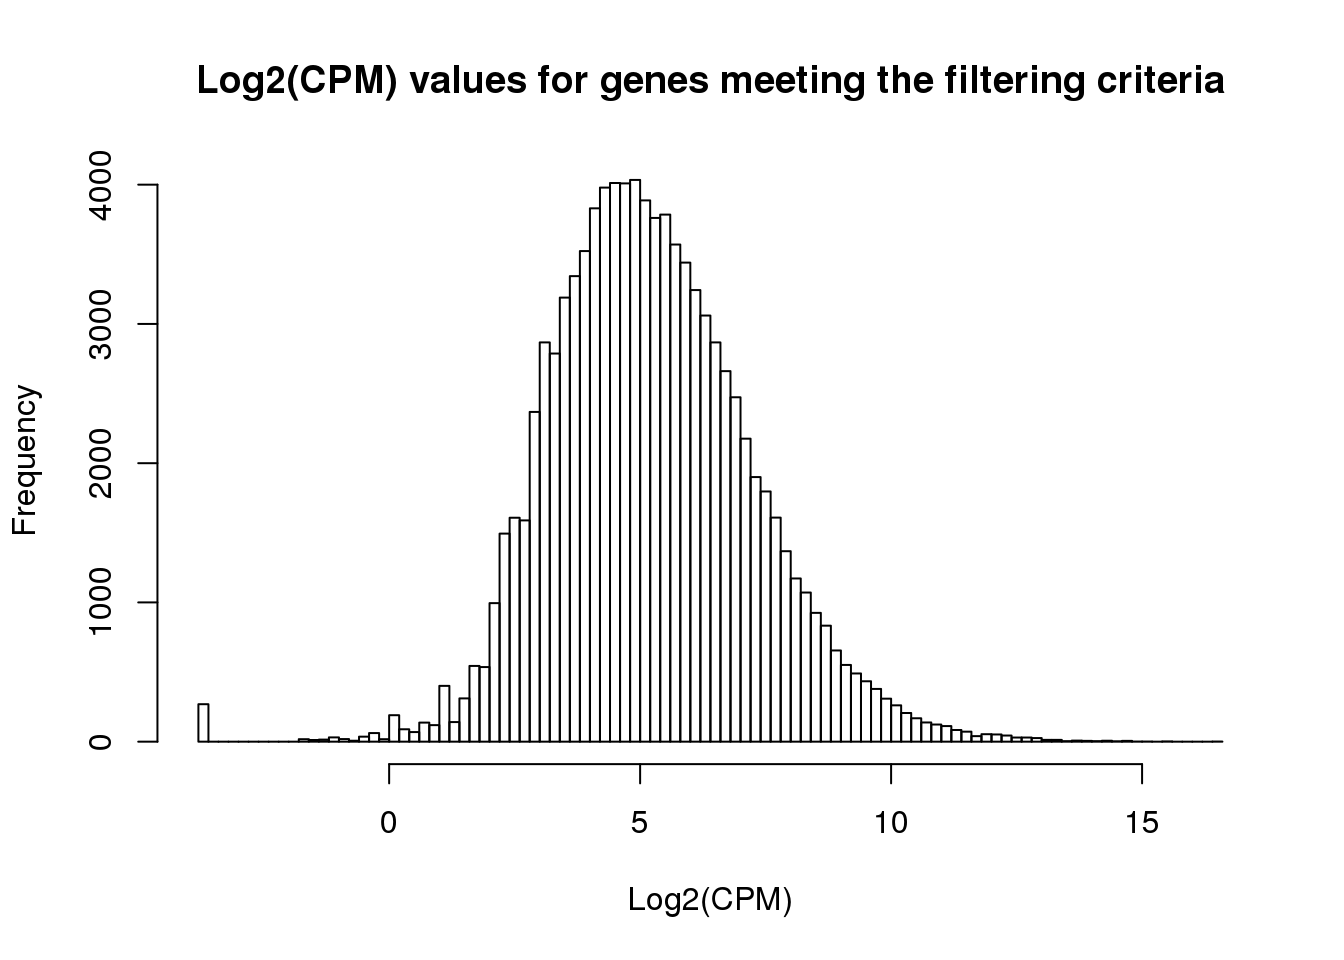 Log2(CPM) values for genes meeting the filtering criteria
Frequency
4000
3000
2000
1000
0
0 5 10 15
Log2(CPM)